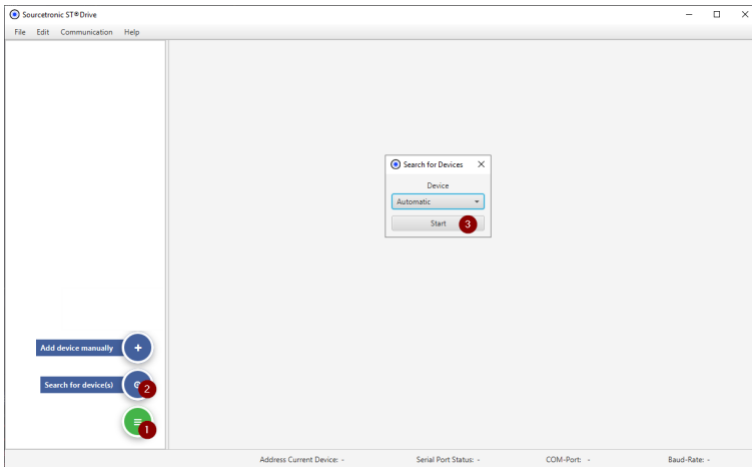 Sourcetronic ST®Drive
File Edit Communication Help
Search for Devices
Device
Automatic
Start 3
Add device manually
Search for device(s) 2
1
Address Current Device: - Serial Port Status: - COM-Port: - Baud-Rate: -